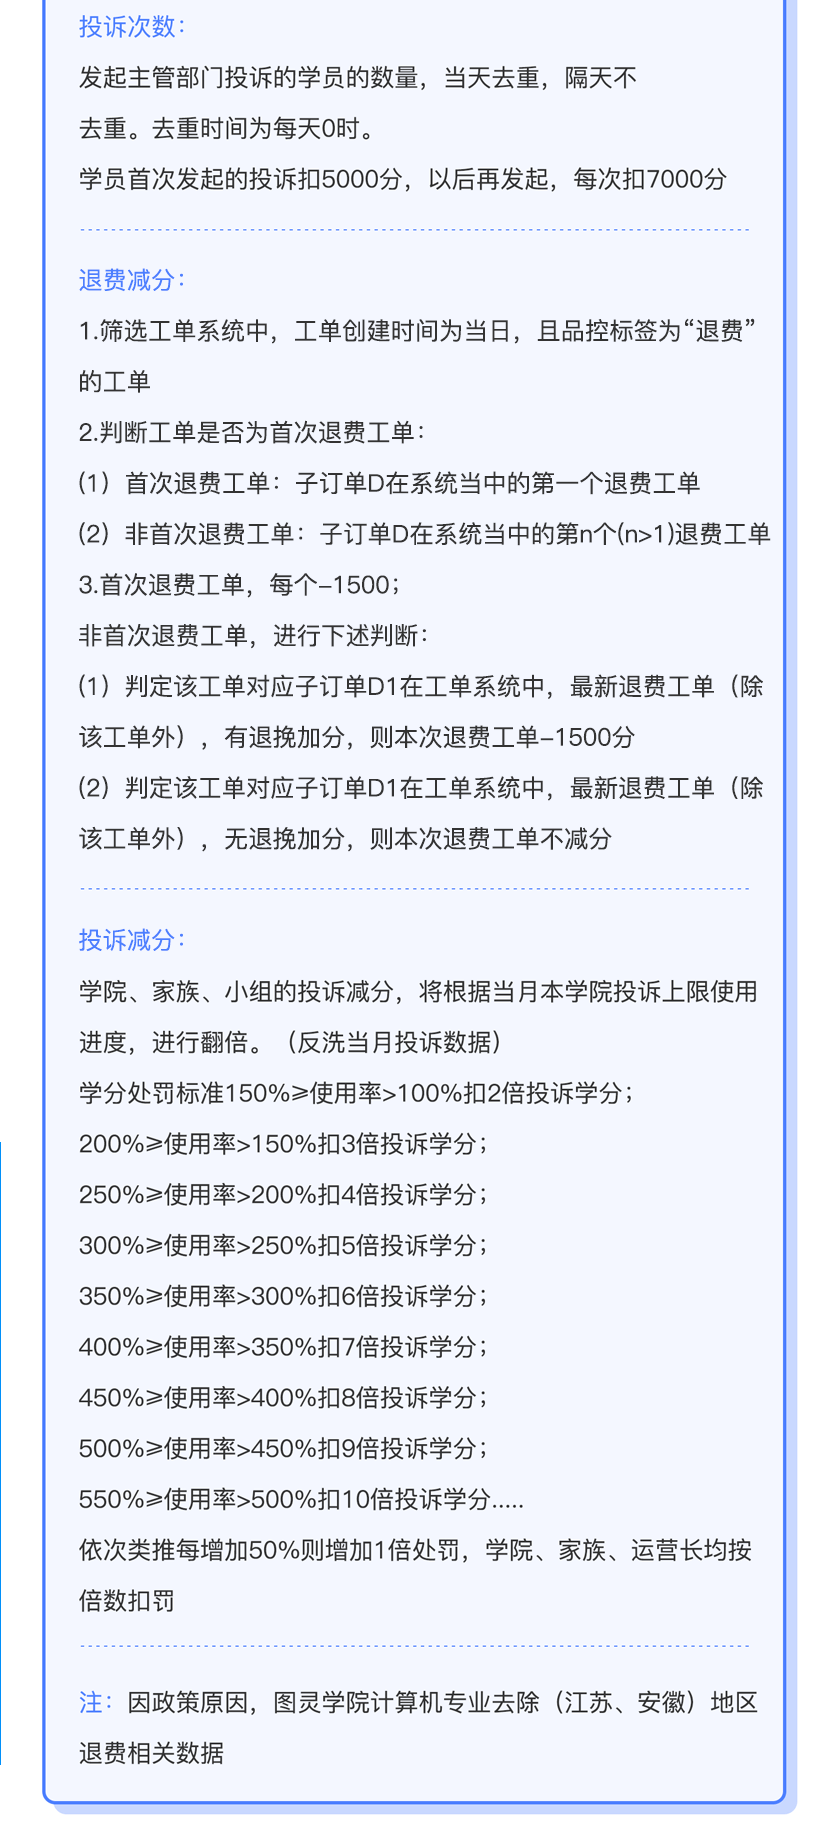 投诉次数：
发起主管部门投诉的学员的数量，当天去重，隔天不
去重。去重时间为每天0时。
学员首次发起的投诉扣5000分，以后再发起，每次扣7000分
退费减分：
1.筛选工单系统中，工单创建时间为当日，且品控标签为“退费”
的工单
2.判断工单是否为首次退费工单：
（1）首次退费工单：子订单D在系统当中的第一个退费工单
（2）非首次退费工单：子订单D在系统当中的第n个(n>1)退费工单
3.首次退费工单，每个–1500；
非首次退费工单，进行下述判断：
（1）判定该工单对应子订单D1在工单系统中，最新退费工单（除
该工单外），有退挽加分，则本次退费工单–1500分
（2）判定该工单对应子订单D1在工单系统中，最新退费工单（除
该工单外），无退挽加分，则本次退费工单不减分
投诉减分：
学院、家族、小组的投诉减分，将根据当月本学院投诉上限使用
进度，进行翻倍。（反洗当月投诉数据）
学分处罚标准150%⩾使用率>100%扣2倍投诉学分；
200%⩾使用率>150%扣3倍投诉学分；
250%⩾使用率>200%扣4倍投诉学分；
300%⩾使用率>250%扣5倍投诉学分；
350%⩾使用率>300%扣6倍投诉学分；
400%⩾使用率>350%扣7倍投诉学分；
450%⩾使用率>400%扣8倍投诉学分；
500%⩾使用率>450%扣9倍投诉学分；
550%⩾使用率>500%扣10倍投诉学分.....
依次类推每增加50%则增加1倍处罚，学院、家族、运营长均按
倍数扣罚
注：因政策原因，图灵学院计算机专业去除（江苏、安徽）地区
退费相关数据